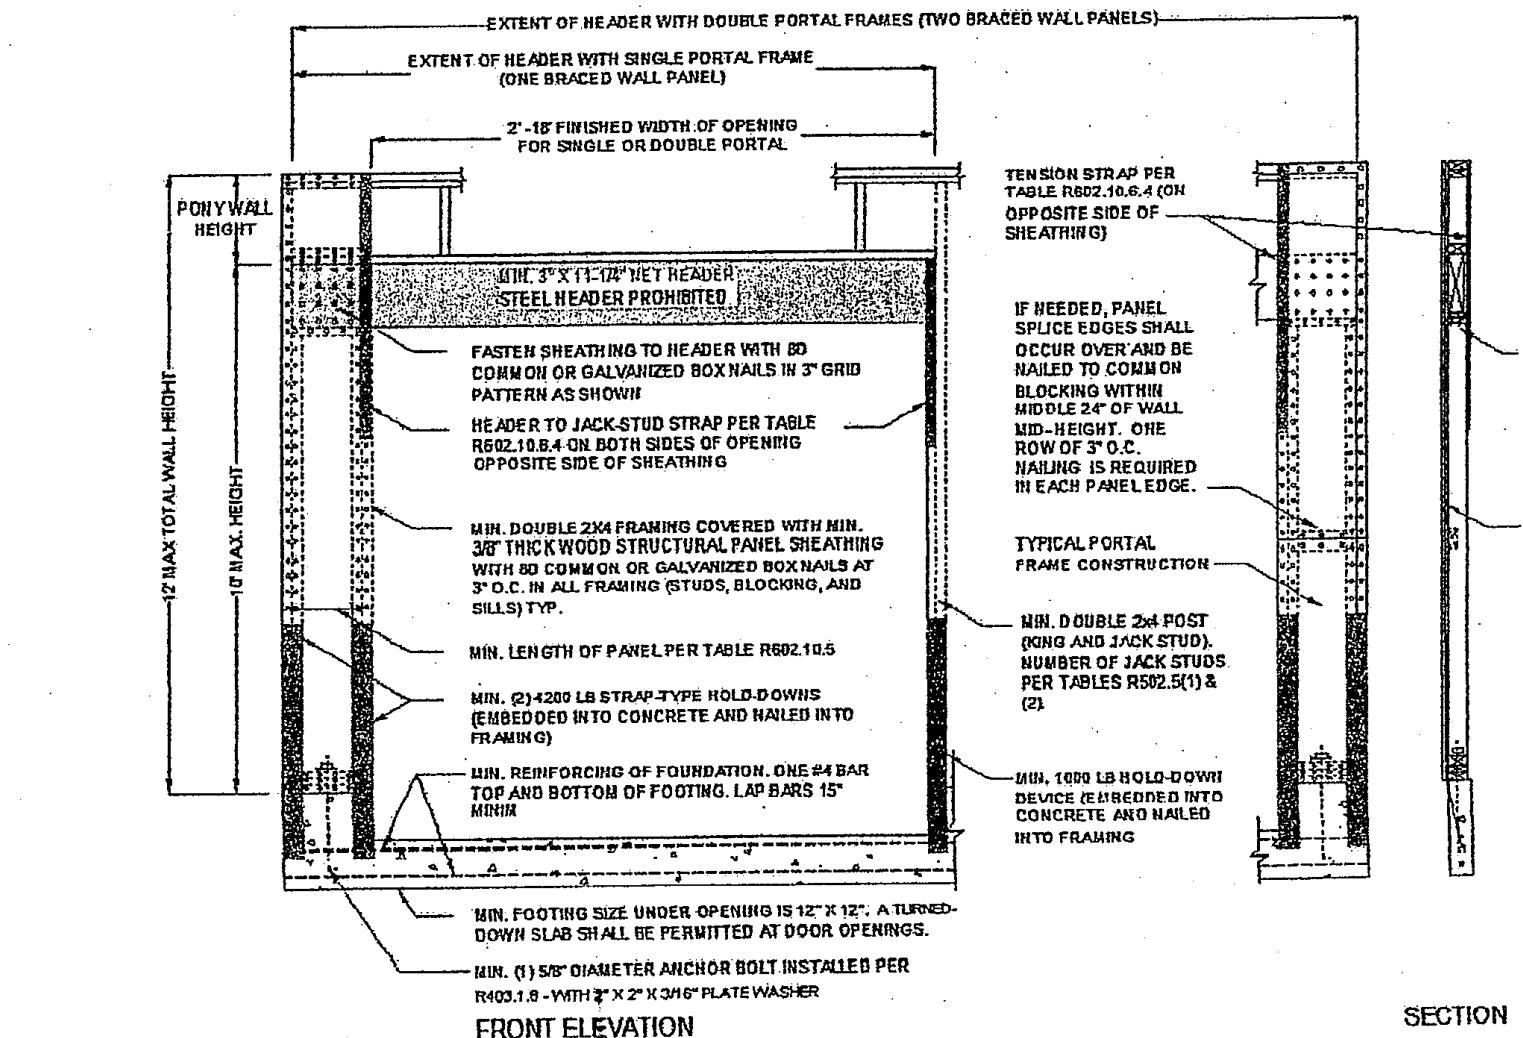 EXTENT OF HEADER WITH DOUBLE PORTAL FRAMES (TWO BRACED WALL PANELS)
EXTENT OF HEADER WITH SINGLE PORTAL FRAME
(ONE BRACED WALL PANEL)
2'-18' FINISHED WIDTH OF OPENING
FOR SINGLE OR DOUBLE PORTAL
PONY WALL
HEIGHT
12' MAX TOTAL WALL HEIGHT
10' MAX. HEIGHT
MIN. 3" X 11-1/4" NET HEADER
STEEL HEADER PROHIBITED
FASTEN SHEATHING TO HEADER WITH 8D
COMMON OR GALVANIZED BOX NAILS IN 3" GRID
PATTERN AS SHOWN
HEADER TO JACK-STUD STRAP PER TABLE
R602.10.6.4 ON BOTH SIDES OF OPENING
OPPOSITE SIDE OF SHEATHING
MIN. DOUBLE 2X4 FRAMING COVERED WITH MIN.
3/8" THICK WOOD STRUCTURAL PANEL SHEATHING
WITH 8D COMMON OR GALVANIZED BOX NAILS AT
3" O.C. IN ALL FRAMING (STUDS, BLOCKING, AND
SILLS) TYP.
MIN. LENGTH OF PANEL PER TABLE R602.10.5
MIN. (2) 4200 LB STRAP-TYPE HOLD-DOWNS
(EMBEDDED INTO CONCRETE AND NAILED INTO
FRAMING)
MIN. REINFORCING OF FOUNDATION. ONE #4 BAR
TOP AND BOTTOM OF FOOTING. LAP BARS 15"
MINIM
MIN. FOOTING SIZE UNDER OPENING IS 12" X 12". A TURNED-
DOWN SLAB SHALL BE PERMITTED AT DOOR OPENINGS.
MIN. (1) 5/8" DIAMETER ANCHOR BOLT INSTALLED PER
R403.1.6 - WITH 2" X 2" X 3/16" PLATE WASHER
FRONT ELEVATION
TENSION STRAP PER
TABLE R602.10.6.4 (ON
OPPOSITE SIDE OF
SHEATHING)
IF NEEDED, PANEL
SPLICE EDGES SHALL
OCCUR OVER AND BE
NAILED TO COMMON
BLOCKING WITHIN
MIDDLE 24" OF WALL
MID-HEIGHT. ONE
ROW OF 3" O.C.
NAILING IS REQUIRED
IN EACH PANEL EDGE.
TYPICAL PORTAL
FRAME CONSTRUCTION
MIN. DOUBLE 2x4 POST
(KING AND JACK STUD).
NUMBER OF JACK STUDS
PER TABLES R502.5(1) &
(2).
MIN. 1000 LB HOLD-DOWN
DEVICE (EMBEDDED INTO
CONCRETE AND NAILED
INTO FRAMING
SECTION